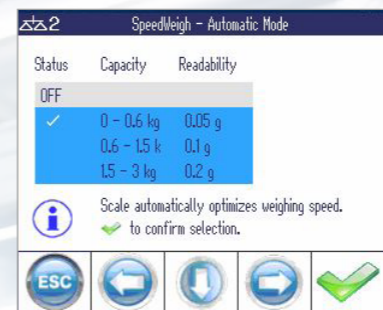 2 SpeedWeigh - Automatic Mode
Status Capacity Readability
OFF
0 - 0.6 kg 0.05 g
0.6 - 1.5 k 0.1 g
1.5 - 3 kg 0.2 g
Scale automatically optimizes weighing speed.
to confirm selection.
ESC